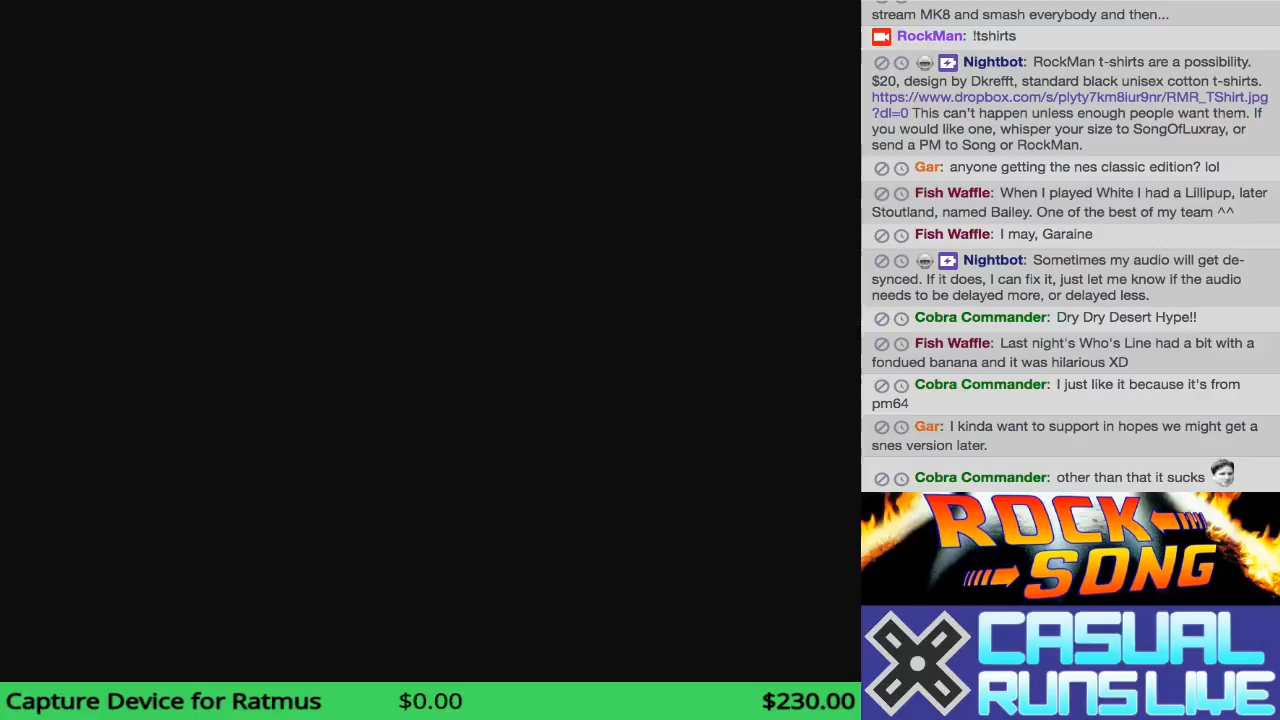 stream MK8 and smash everybody and then...
RockMan: !tshirts
Nightbot: RockMan t-shirts are a possibility.
$20, design by Dkrefft, standard black unisex cotton t-shirts.
https://www.dropbox.com/s/plyty7km8iur9nr/RMR_TShirt.jpg
?dl=0 This can't happen unless enough people want them. If
you would like one, whisper your size to SongOfLuxray, or
send a PM to Song or RockMan.
Gar: anyone getting the nes classic edition? lol
Fish Waffle: When I played White I had a Lillipup, later
Stoutland, named Bailey. One of the best of my team ^^
Fish Waffle: I may, Garaine
Nightbot: Sometimes my audio will get de-
synced. If it does, I can fix it, just let me know if the audio
needs to be delayed more, or delayed less.
Cobra Commander: Dry Dry Desert Hype!!
Fish Waffle: Last night's Who's Line had a bit with a
fondued banana and it was hilarious XD
Cobra Commander: I just like it because it's from
pm64
Gar: I kinda want to support in hopes we might get a
snes version later.
Cobra Commander: other than that it sucks
ROCK
SONG
CASUAL
RUNS LIVE
Capture Device for Ratmus $0.00 $230.00